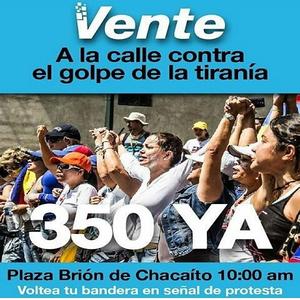 Vente
A la calle contra
el golpe de la tiranía
350 YA
Plaza Brión de Chacaíto 10:00 am
Voltea tu bandera en señal de protesta